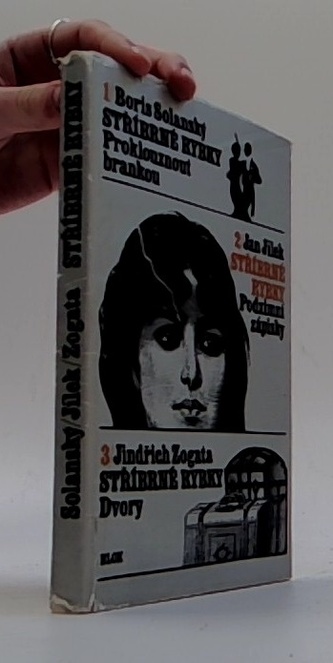 Solanský/Jílek/Zogata STŘÍBRNÉ RYBKY
1 Boris Solanský
STŘÍBRNÉ RYBKY
Proklouznout
brankou
2 Jan Jílek
STŘÍBRNÉ
RYBKY
Podzimní
zápisky
3 Jindřich Zogata
STŘÍBRNÉ RYBKY
Dvory
BLOK